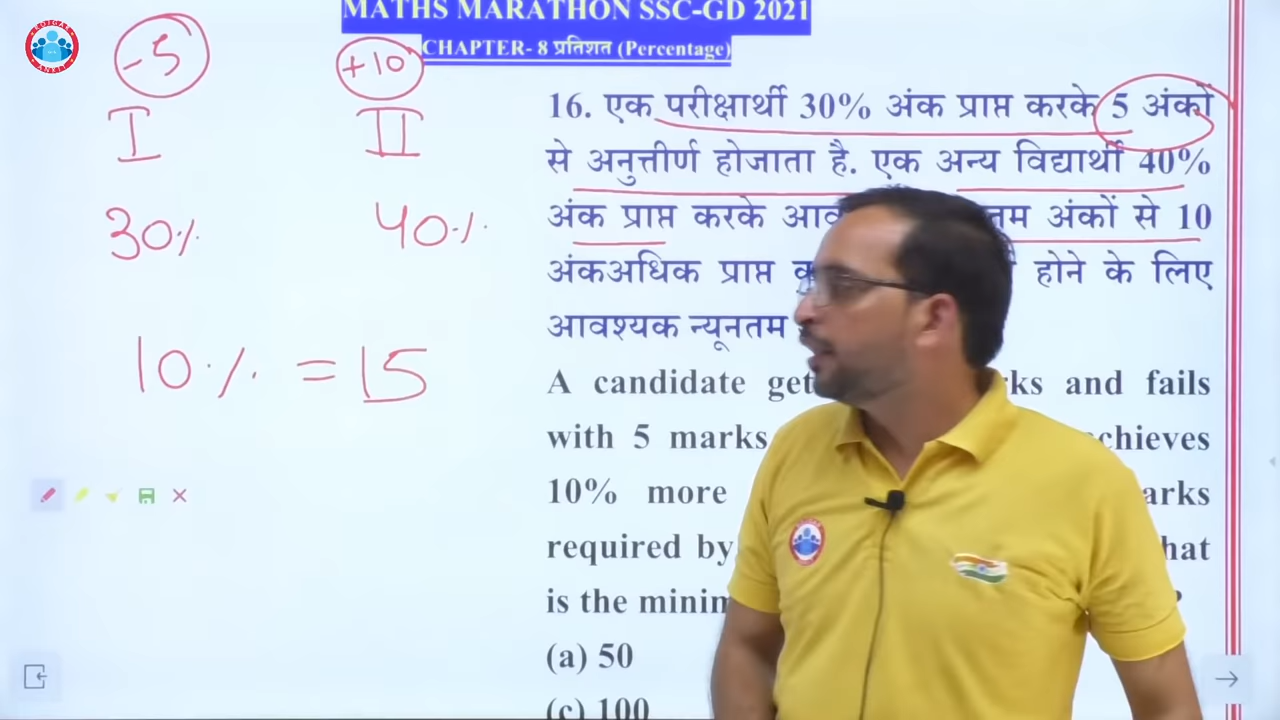 MATHS MARATHON SSC-GD 2021
CHAPTER- 8 प्रतिशत (Percentage)
-5 +10
I II
30% 40%
10% = 15
16. एक परीक्षार्थी 30% अंक प्राप्त करके 5 अंकों
से अनुत्तीर्ण होजाता है. एक अन्य विद्यार्थी 40%
अंक प्राप्त करके अंकों से 10
अंकअधिक प्राप्त होने के लिए
आवश्यक न्यूनतम
A candidate and fails
with 5 marks
10% more
required by
is the
(a) 50
(c) 100